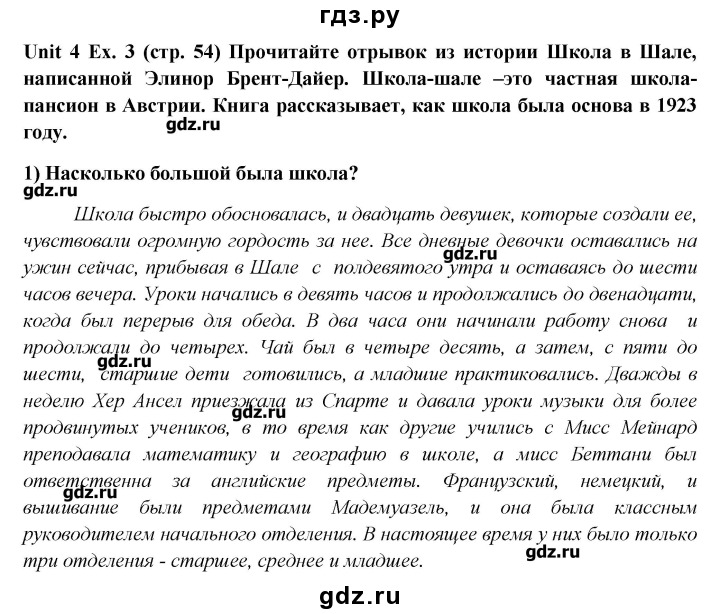 гдз.ру
Unit 4 Ex. 3 (стр. 54) Прочитайте отрывок из истории Школа в Шале,
написанной Элинор Брент-Дайер. Школа-шале –это частная школа-
пансион в Австрии. Книга рассказывает, как школа была основа в 1923
году.
gdz.ru
1) Насколько большой была школа?
gdz.ru
Школа быстро обосновалась, и двадцать девушек, которые создали ее,
чувствовали огромную гордость за нее. Все дневные девочки оставались на
gdz.ru
ужин сейчас, прибывая в Шале с полдевятого утра и оставаясь до шести
часов вечера. Уроки начались в девять часов и продолжались до двенадцати,
когда был перерыв для обеда. В два часа они начинали работу снова и
продолжали до четырех. Чай был в четыре десять, а затем, с пяти до
gdz.ru
шести, старшие дети готовились, а младшие практиковались. Дважды в
неделю Хер Ансел приезжала из Спарте и давала уроки музыки для более
gdz.ru
продвинутых учеников, в то время как другие учились с Мисс Мейнард
преподавала математику и географию в школе, а мисс Беттани был
ответственна за английские предметы. Французский, немецкий, и
gdz.ru
вышивание были предметами Мадемуазель, и она была классным
руководителем начального отделения. В настоящее время у них было только
gdz.ru
три отделения - старшее, среднее и младшее.
gdz.ru